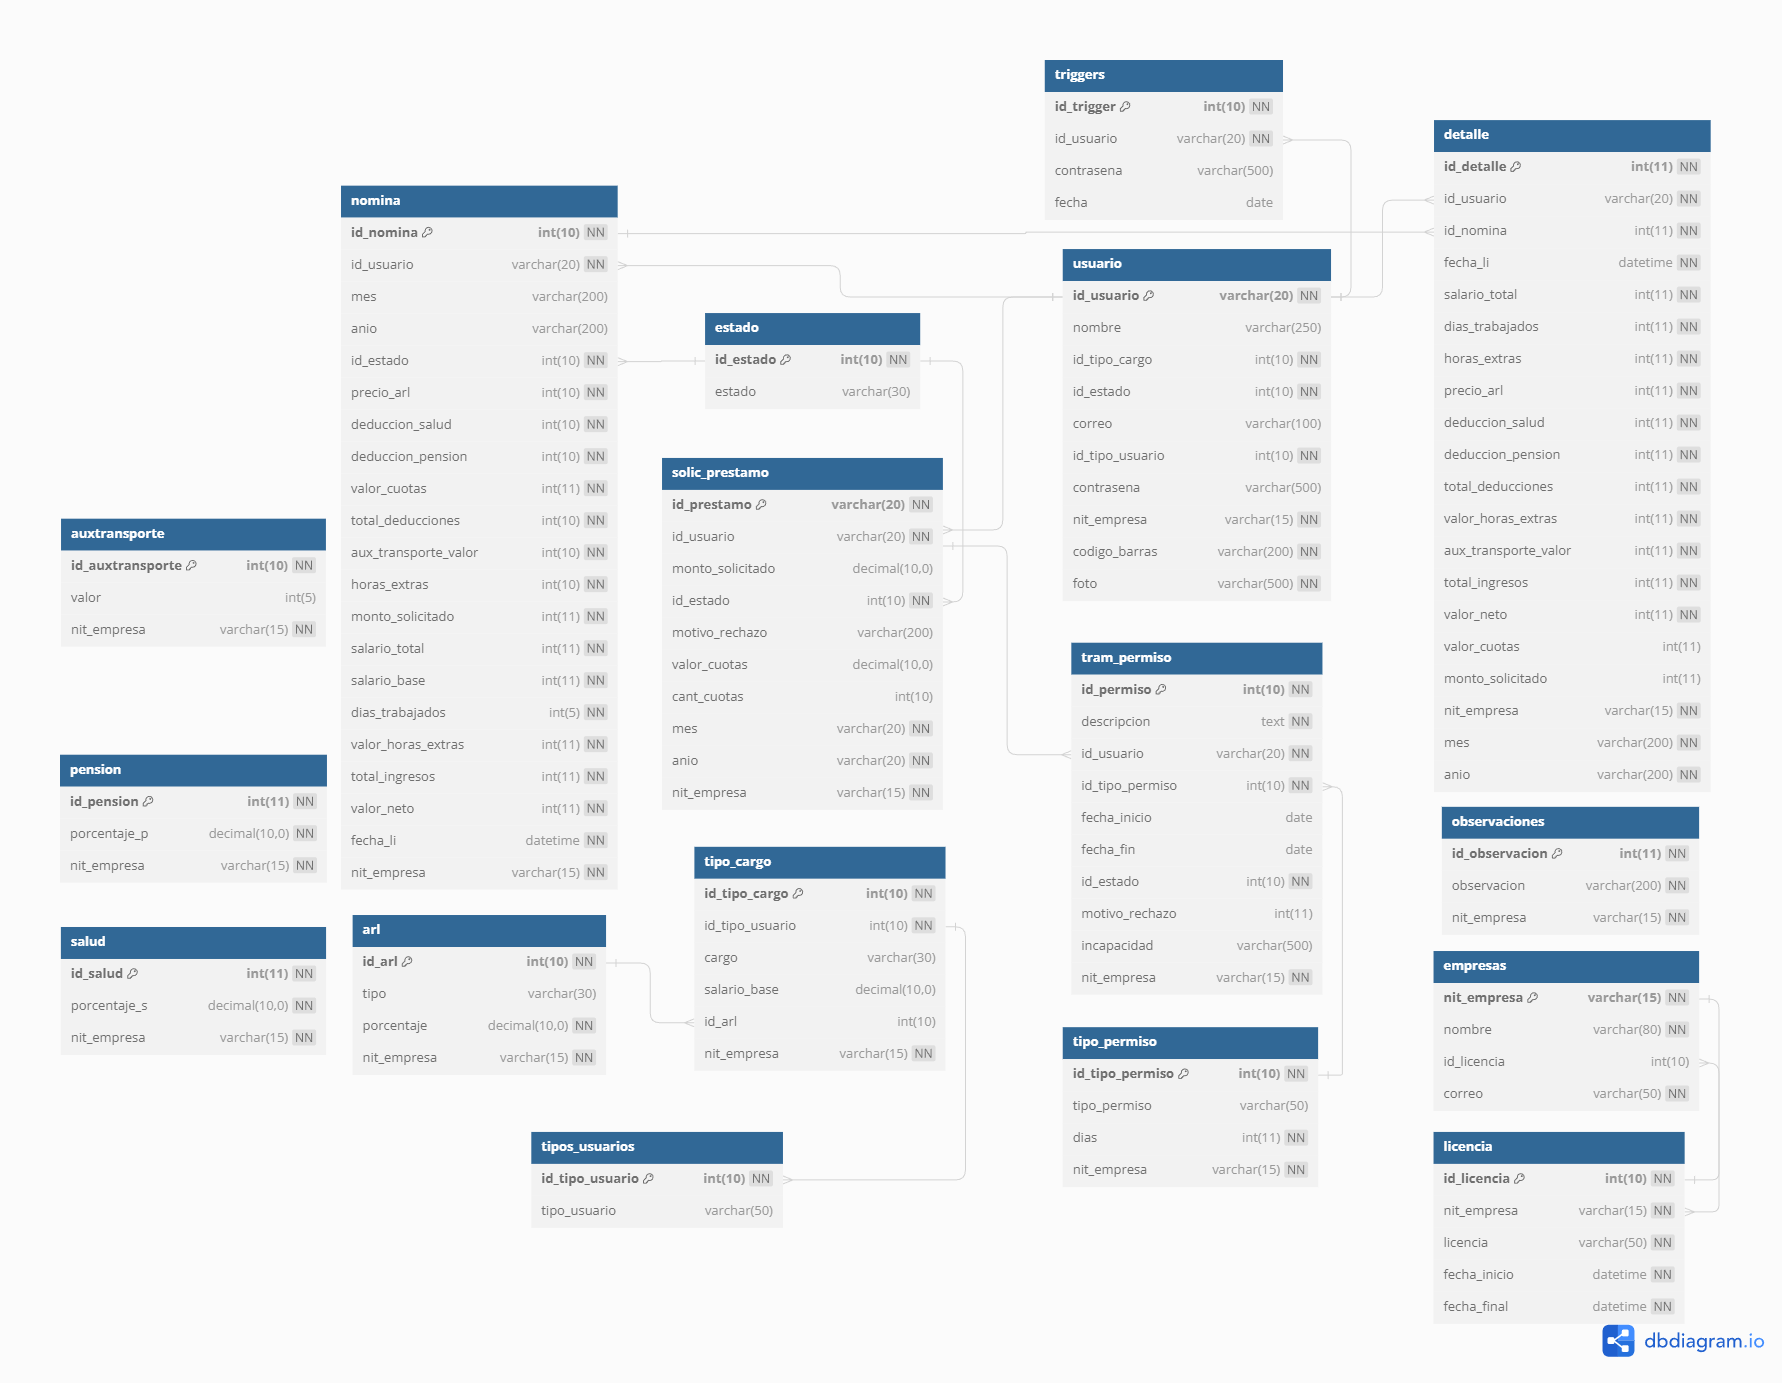 triggers
id_trigger int(10) NN
id_usuario varchar(20) NN
contrasena varchar(500)
fecha date
detalle
id_detalle int(11) NN
id_usuario varchar(20) NN
id_nomina int(11) NN
fecha_li datetime NN
salario_total int(11) NN
dias_trabajados int(11) NN
horas_extras int(11) NN
precio_arl int(11) NN
deduccion_salud int(11) NN
deduccion_pension int(11) NN
total_deducciones int(11) NN
valor_horas_extras int(11) NN
aux_transporte_valor int(11) NN
total_ingresos int(11) NN
valor_neto int(11) NN
valor_cuotas int(11)
monto_solicitado int(11)
nit_empresa varchar(15) NN
mes varchar(200) NN
anio varchar(200) NN
nomina
id_nomina int(10) NN
id_usuario varchar(20) NN
mes varchar(200)
anio varchar(200)
id_estado int(10) NN
precio_arl int(10) NN
deduccion_salud int(10) NN
deduccion_pension int(10) NN
valor_cuotas int(11) NN
total_deducciones int(10) NN
aux_transporte_valor int(10) NN
horas_extras int(10) NN
monto_solicitado int(11) NN
salario_total int(11) NN
salario_base int(11) NN
dias_trabajados int(5) NN
valor_horas_extras int(11) NN
total_ingresos int(11) NN
valor_neto int(11) NN
fecha_li datetime NN
nit_empresa varchar(15) NN
usuario
id_usuario varchar(20) NN
nombre varchar(250)
id_tipo_cargo int(10) NN
id_estado int(10) NN
correo varchar(100)
id_tipo_usuario int(10) NN
contrasena varchar(500)
nit_empresa varchar(15) NN
codigo_barras varchar(200) NN
foto varchar(500) NN
estado
id_estado int(10) NN
estado varchar(30)
solic_prestamo
id_prestamo varchar(20) NN
id_usuario varchar(20) NN
monto_solicitado decimal(10,0)
id_estado int(10) NN
motivo_rechazo varchar(200)
valor_cuotas decimal(10,0)
cant_cuotas int(10)
mes varchar(20) NN
anio varchar(20) NN
nit_empresa varchar(15) NN
auxtransporte
id_auxtransporte int(10) NN
valor int(5)
nit_empresa varchar(15) NN
tram_permiso
id_permiso int(10) NN
descripcion text NN
id_usuario varchar(20) NN
id_tipo_permiso int(10) NN
fecha_inicio date
fecha_fin date
id_estado int(10) NN
motivo_rechazo int(11)
incapacidad varchar(500)
nit_empresa varchar(15) NN
pension
id_pension int(11) NN
porcentaje_p decimal(10,0) NN
nit_empresa varchar(15) NN
observaciones
id_observacion int(11) NN
observacion varchar(200) NN
nit_empresa varchar(15) NN
tipo_cargo
id_tipo_cargo int(10) NN
id_tipo_usuario int(10) NN
cargo varchar(30)
salario_base decimal(10,0)
id_arl int(10)
nit_empresa varchar(15) NN
arl
id_arl int(10) NN
tipo varchar(30)
porcentaje decimal(10,0) NN
nit_empresa varchar(15) NN
salud
id_salud int(11) NN
porcentaje_s decimal(10,0) NN
nit_empresa varchar(15) NN
empresas
nit_empresa varchar(15) NN
nombre varchar(80) NN
id_licencia int(10)
correo varchar(50) NN
tipo_permiso
id_tipo_permiso int(10) NN
tipo_permiso varchar(50)
dias int(11) NN
nit_empresa varchar(15) NN
tipos_usuarios
id_tipo_usuario int(10) NN
tipo_usuario varchar(50)
licencia
id_licencia int(10) NN
nit_empresa varchar(15) NN
licencia varchar(50) NN
fecha_inicio datetime NN
fecha_final datetime NN
dbdiagram.io